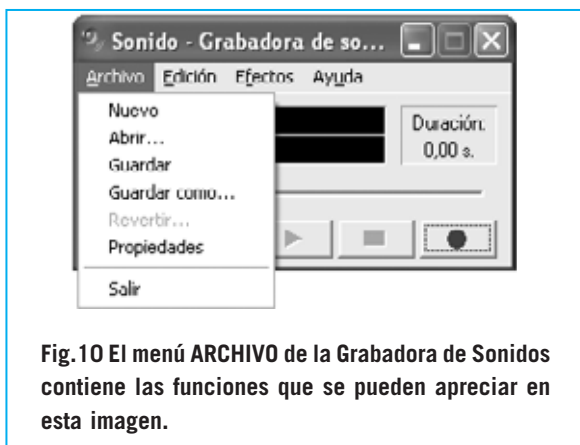 Sonido - Grabadora de so...
Archivo Edición Efectos Ayuda
Nuevo
Abrir...
Guardar
Guardar como...
Revertir...
Propiedades
Salir
Duración:
0,00 s.
Fig.10 El menú ARCHIVO de la Grabadora de Sonidos
contiene las funciones que se pueden apreciar en
esta imagen.